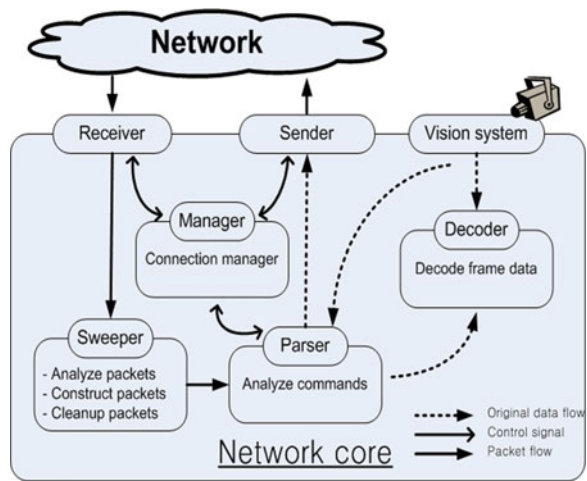 Network
Receiver
Sender
Vision system
Manager
Connection manager
Decoder
Decode frame data
Sweeper
- Analyze packets
- Construct packets
- Cleanup packets
Parser
Analyze commands
Original data flow
Control signal
Packet flow
Network core